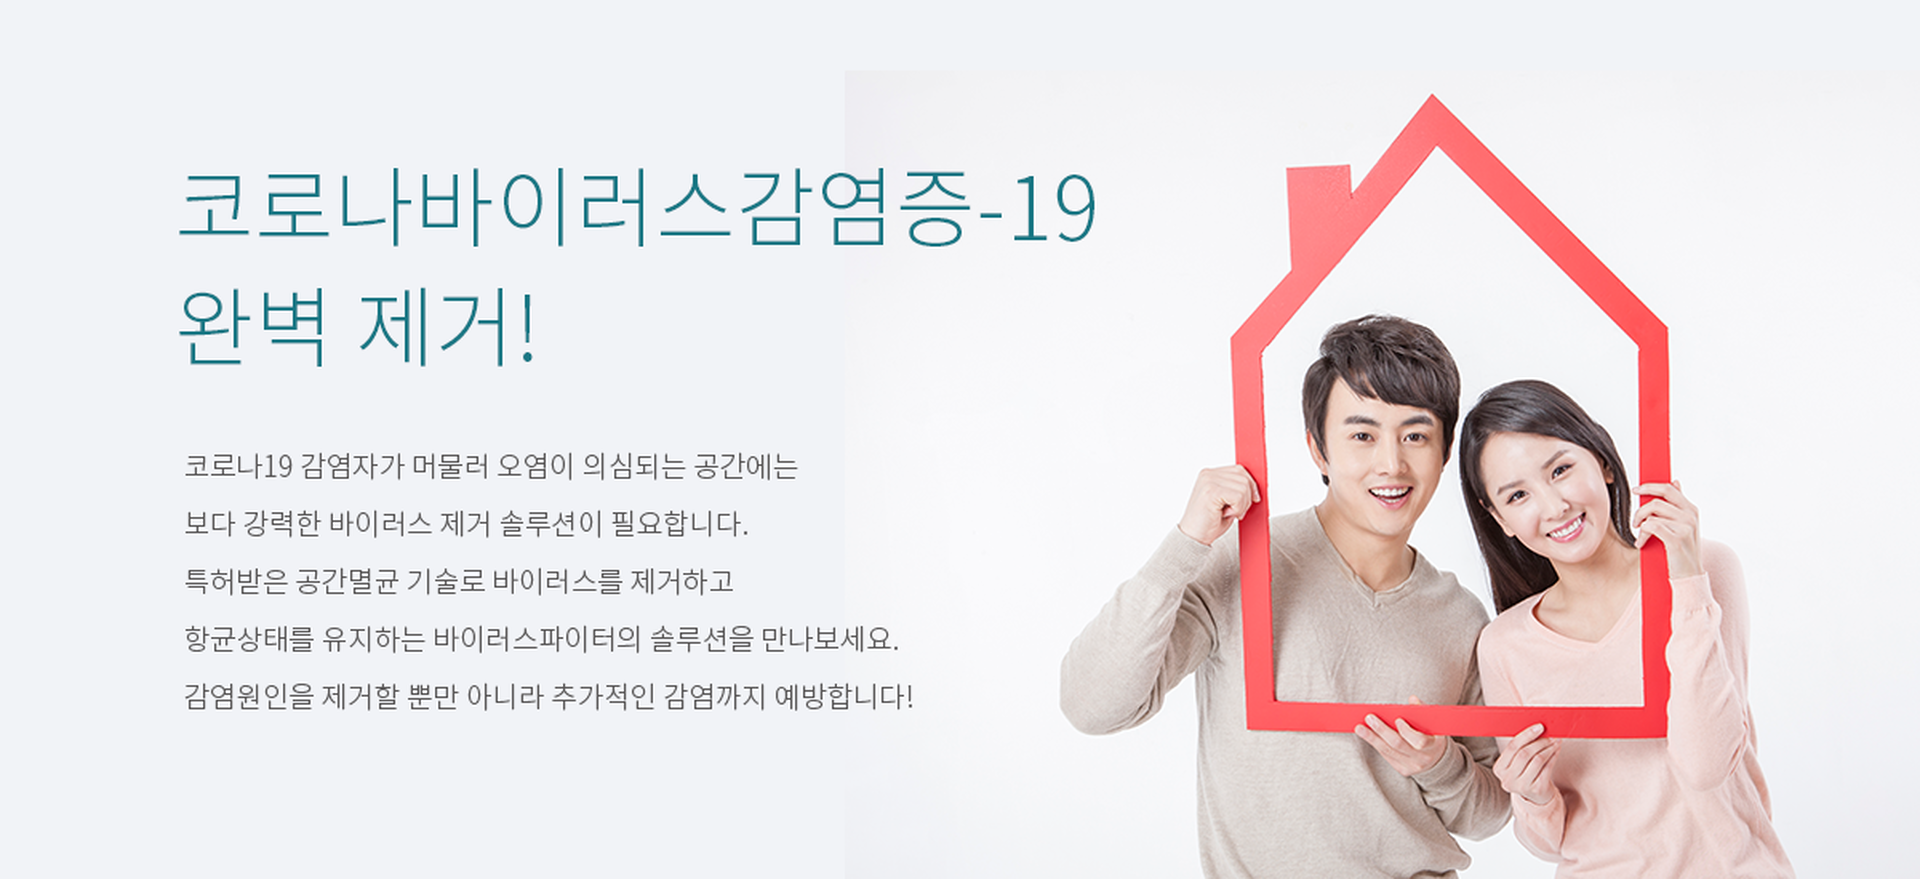 코로나바이러스감염증-19
완벽 제거!
코로나19 감염자가 머물러 오염이 의심되는 공간에는
보다 강력한 바이러스 제거 솔루션이 필요합니다.
특허받은 공간멸균 기술로 바이러스를 제거하고
항균상태를 유지하는 바이러스파이터의 솔루션을 만나보세요.
감염원인을 제거할 뿐만 아니라 추가적인 감염까지 예방합니다!